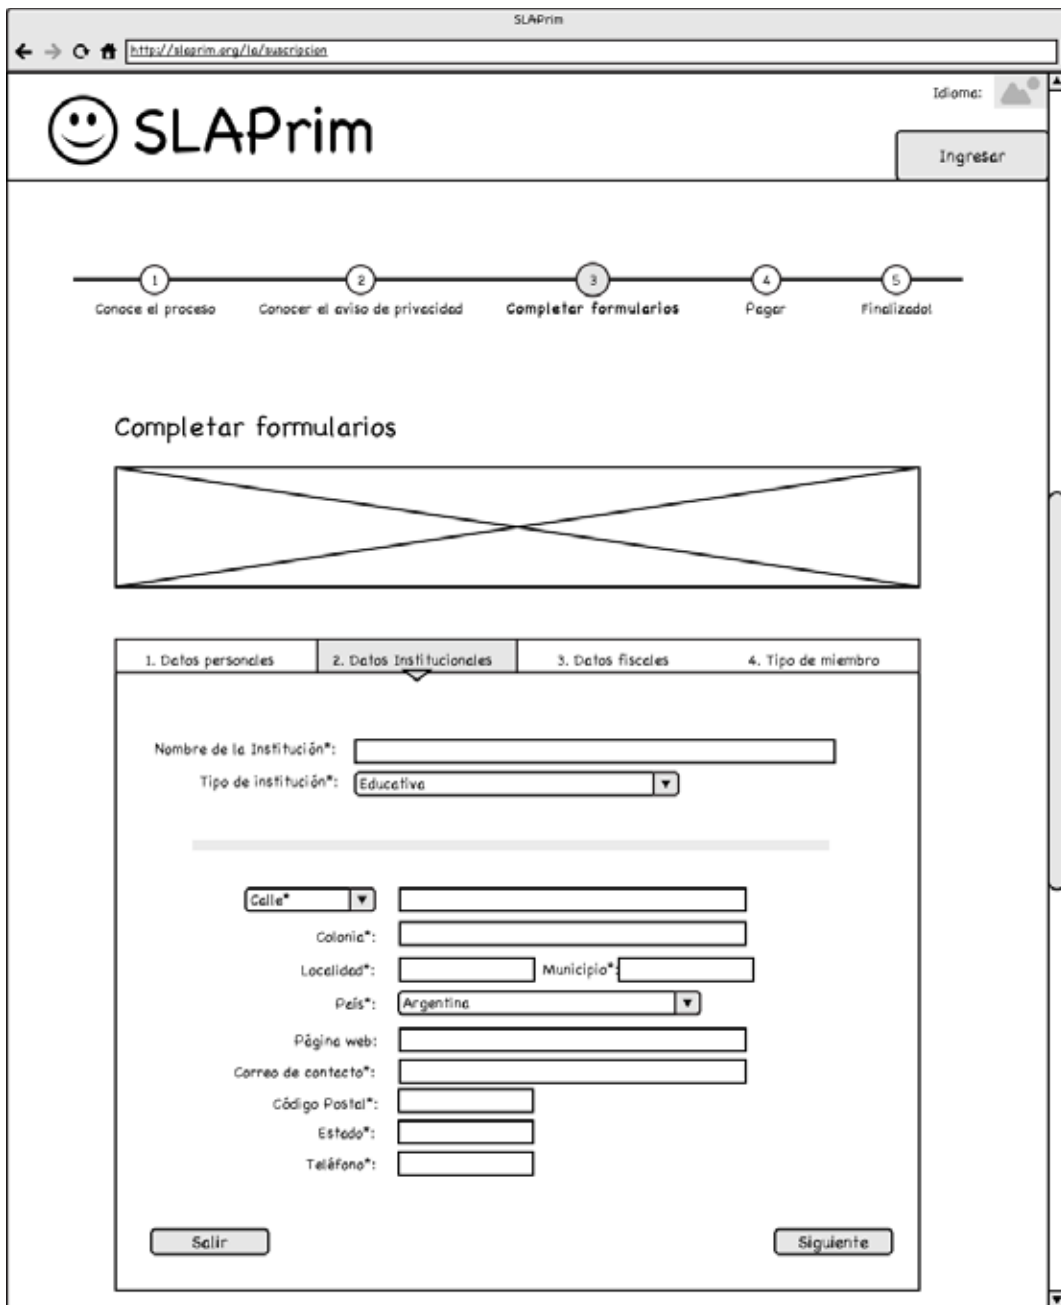 SLAPrim
http://slaprim.org/la/suscripcion
Idioma:
SLAPrim
Ingresar
1 2 3 4 5
Conoce el proceso Conocer el aviso de privacidad Completar formularios Pagar Finalizado!
Completar formularios
1. Datos personales 2. Datos Institucionales 3. Datos fiscales 4. Tipo de miembro
Nombre de la Institución*:
Tipo de institución*: Educativa
Calle*
Colonia*:
Localidad*: Municipio*:
País*: Argentina
Página web:
Correo de contacto*:
Código Postal*:
Estado*:
Teléfono*:
Salir Siguiente